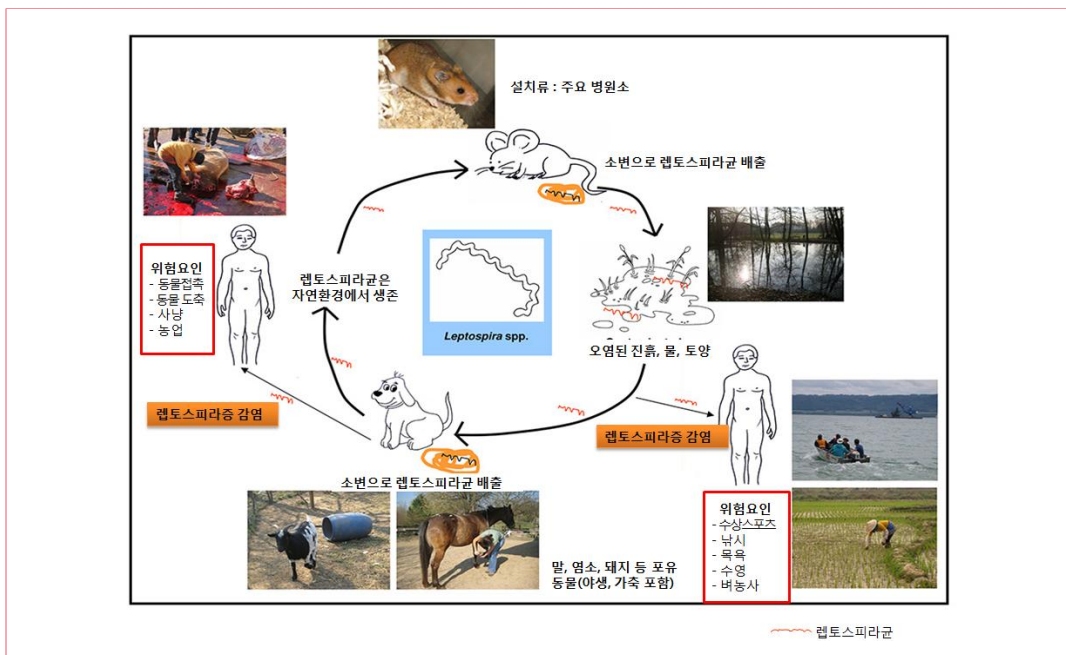 설치류 : 주요 병원소
소변으로 렙토스피라균 배출
위험요인
- 동물접촉
- 동물 도축
- 사냥
- 농업
렙토스피라균은
자연환경에서 생존
Leptospira spp.
오염된 진흙, 물, 토양
렙토스피라증 감염
렙토스피라증 감염
소변으로 렙토스피라균 배출
말, 염소, 돼지 등 포유
동물(야생, 가축 포함)
위험요인
- 수상스포츠
- 낚시
- 목욕
- 수영
- 벼농사
렙토스피라균